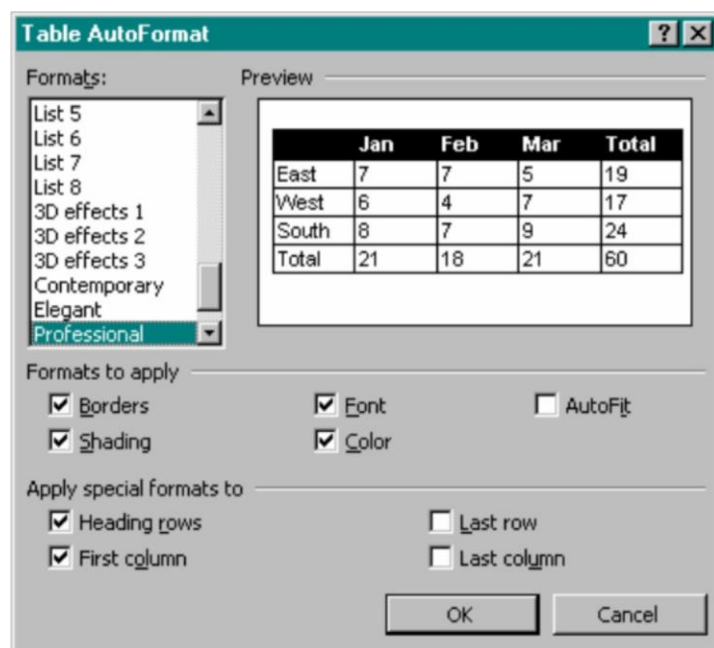 Table AutoFormat
Formats:
List 5
List 6
List 7
List 8
3D effects 1
3D effects 2
3D effects 3
Contemporary
Elegant
Professional
Preview
Jan Feb Mar Total
East 7 7 5 19
West 6 4 7 17
South 8 7 9 24
Total 21 18 21 60
Formats to apply
Borders Font AutoFit
Shading Color
Apply special formats to
Heading rows Last row
First column Last column
OK Cancel